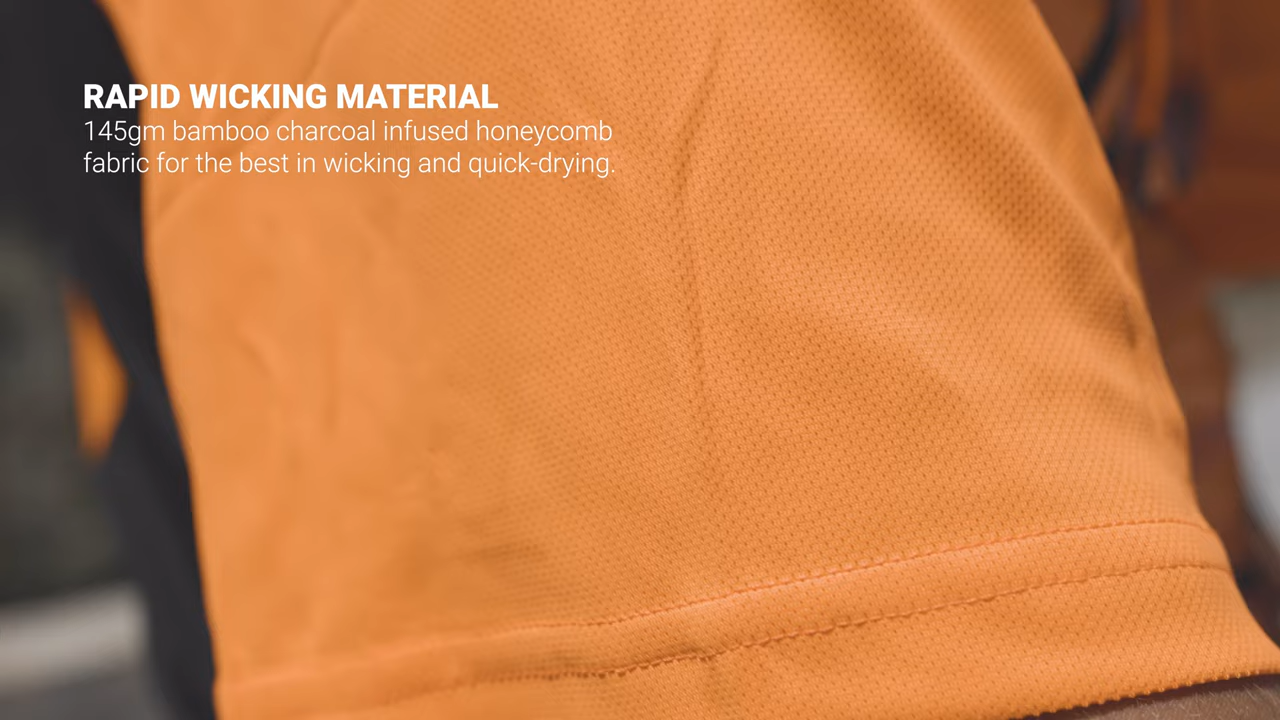 RAPID WICKING MATERIAL
145gm bamboo charcoal infused honeycomb
fabric for the best in wicking and quick-drying.